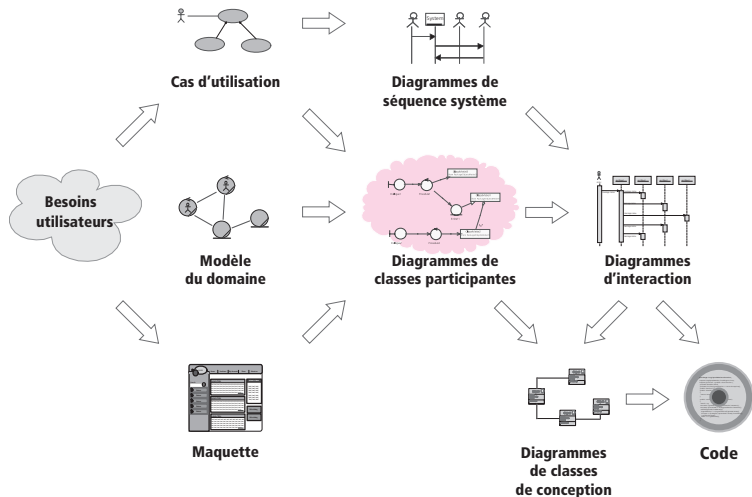 System
Cas d'utilisation
Diagrammes de
séquence système
Besoins
utilisateurs
Modèle
du domaine
Diagrammes de
classes participantes
Diagrammes
d'interaction
Maquette
Diagrammes
de classes
de conception
Code